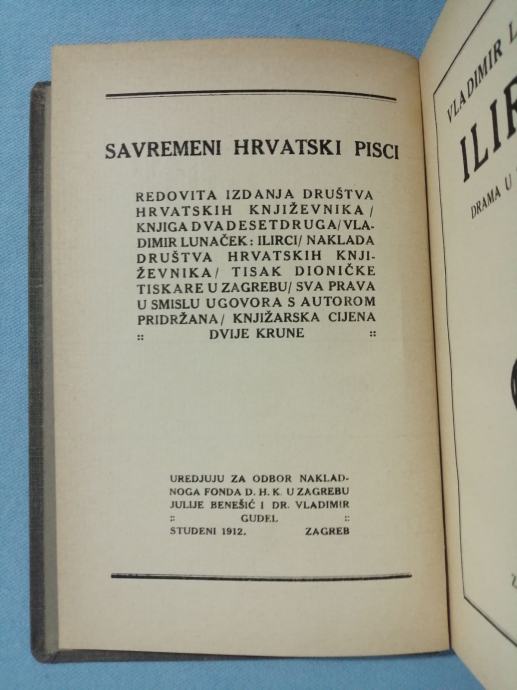 SAVREMENI HRVATSKI PISCI
REDOVITA IZDANJA DRUŠTVA
HRVATSKIH KNJIŽEVNIKA /
KNJIGA DVADESETDRUGA/VLA-
DIMIR LUNAČEK: ILIRCI/ NAKLADA
DRUŠTVA HRVATSKIH KNJI-
ŽEVNIKA/ TISAK DIONIČKE
TISKARE U ZAGREBU/ SVA PRAVA
U SMISLU UGOVORA S AUTOROM
PRIDRŽANA/ KNJIŽARSKA CIJENA
:: DVIJE KRUNE ::
UREDJUJU ZA ODBOR NAKLAD-
NOGA FONDA D. H. K. U ZAGREBU
JULIJE BENEŠIĆ I DR. VLADIMIR
:: GUDEL ::
STUDENI 1912. ZAGREB
VLADIMIR L
ILIR
DRAMA U